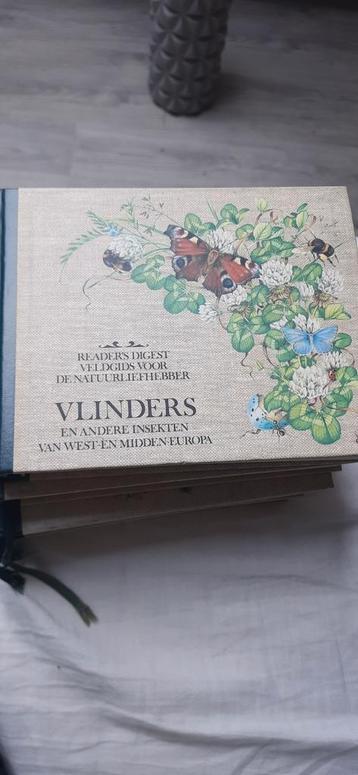 READER'S DIGEST
VELDGIDS VOOR
DE NATUURLIEFHEBBER
VLINDERS
EN ANDERE INSEKTEN
VAN WEST- EN MIDDEN-EUROPA